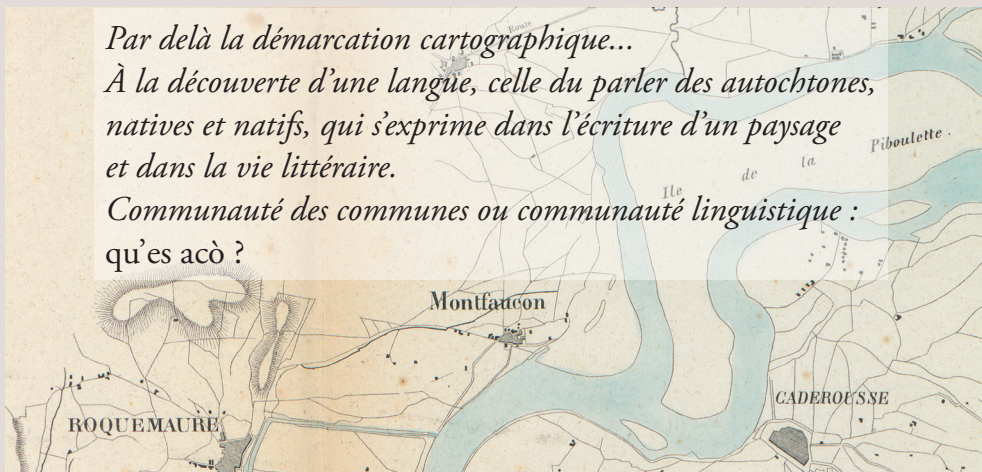 Route
Par delà la démarcation cartographique...
À la découverte d’une langue, celle du parler des autochtones,
natives et natifs, qui s’exprime dans l’écriture d’un paysage
et dans la vie littéraire.
Communauté des communes ou communauté linguistique :
qu’es acò ?
Ile de la Piboulette.
Montfaucon
CADEROUSSE
ROQUEMAURE